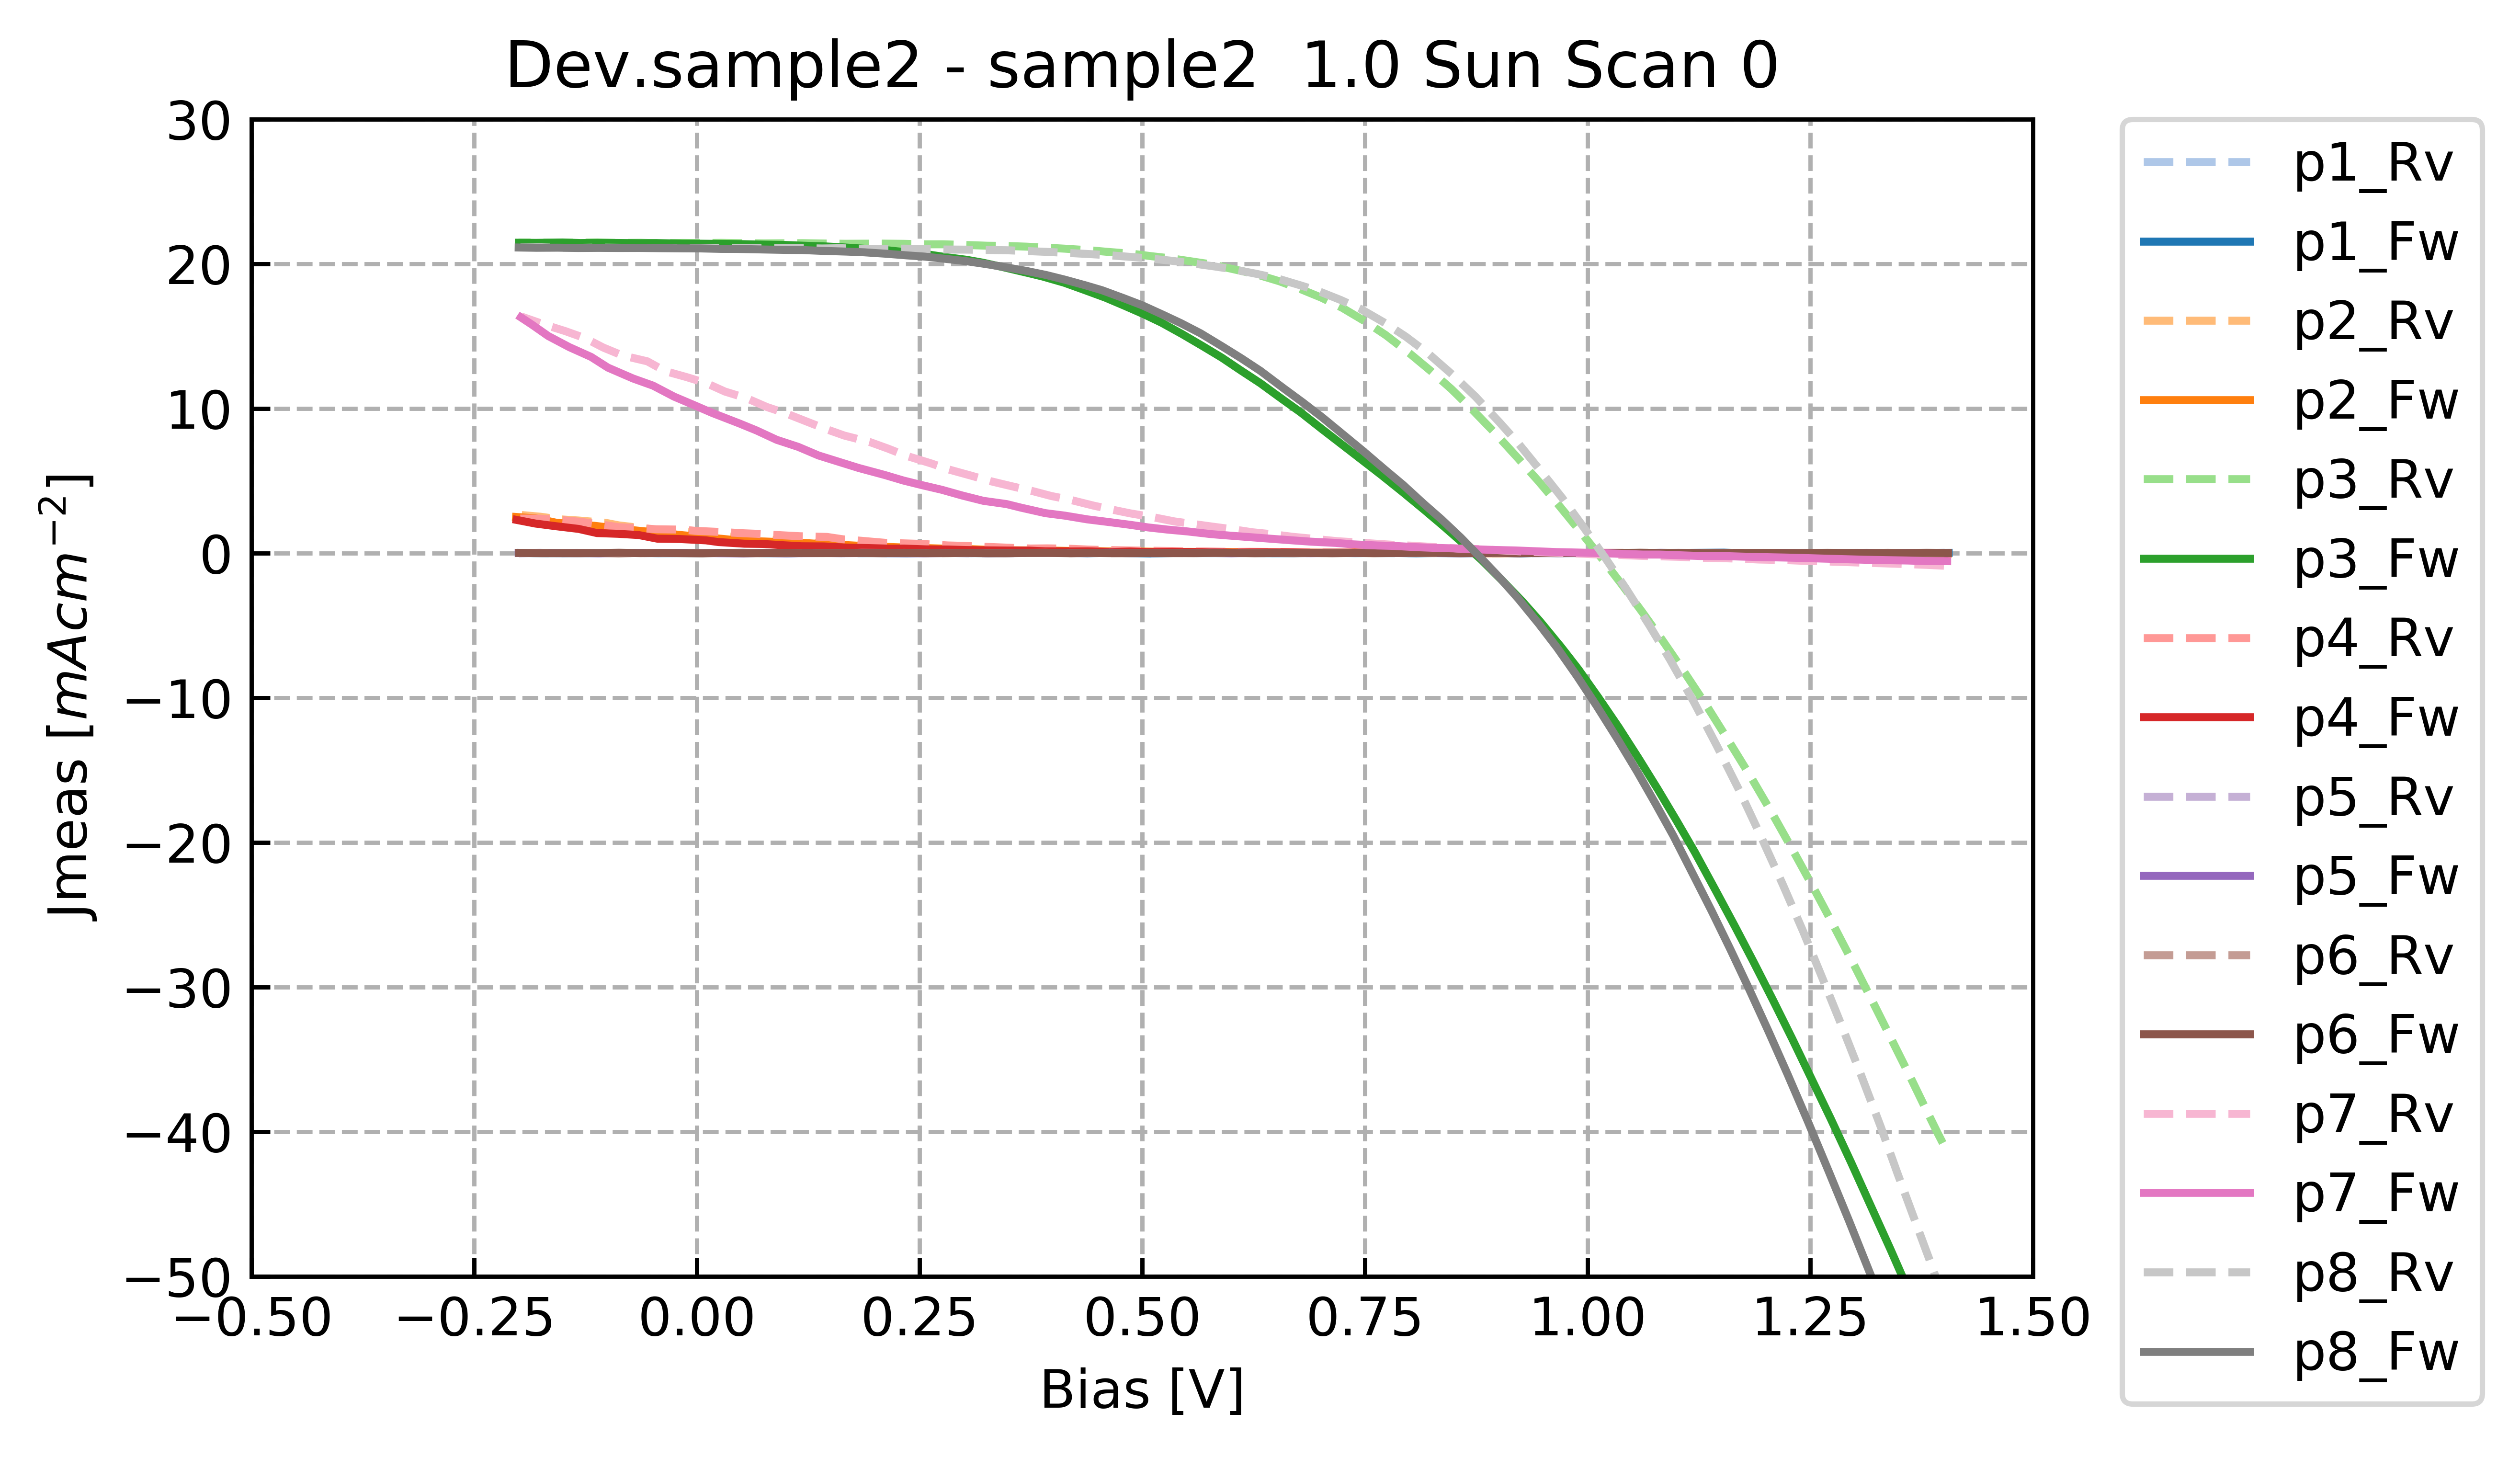 Dev.sample2 - sample2  1.0 Sun Scan 0
30
20
10
0
−10
−20
−30
−40
−50
Jmeas [mAcm⁻²]
−0.50 −0.25 0.00 0.25 0.50 0.75 1.00 1.25 1.50
Bias [V]
p1_Rv
p1_Fw
p2_Rv
p2_Fw
p3_Rv
p3_Fw
p4_Rv
p4_Fw
p5_Rv
p5_Fw
p6_Rv
p6_Fw
p7_Rv
p7_Fw
p8_Rv
p8_Fw